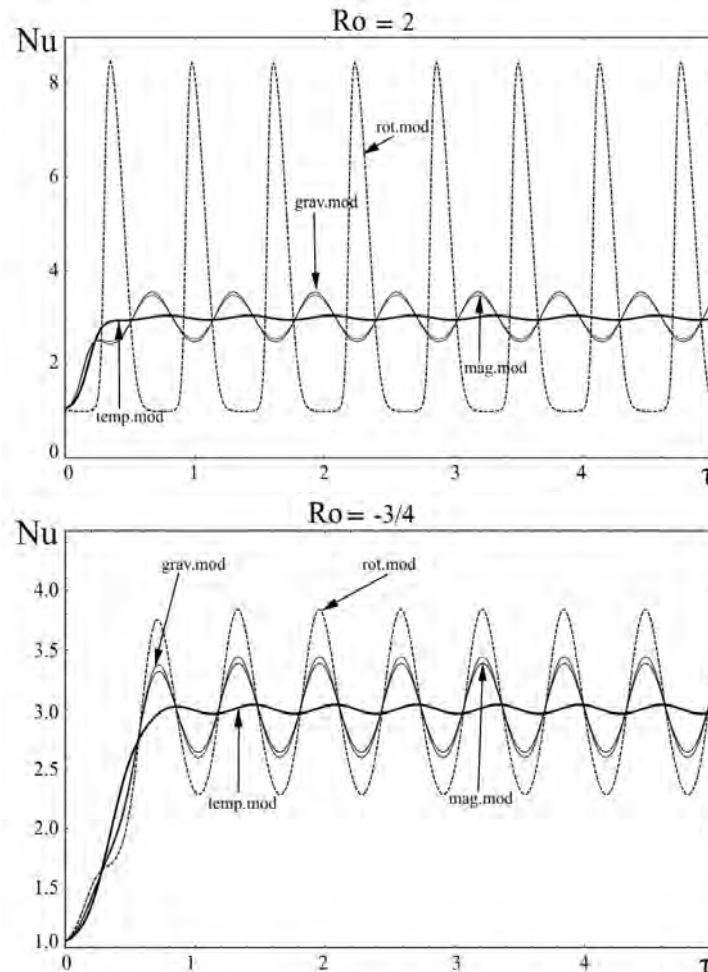 Ro = 2
Nu
8
rot.mod
6
grav.mod
4
2
mag.mod
temp.mod
0
0 1 2 3 4 τ
Ro = -3/4
Nu
grav.mod rot.mod
4.0
3.5
3.0
2.5
temp.mod mag.mod
2.0
1.5
1.0
0 1 2 3 4 τ